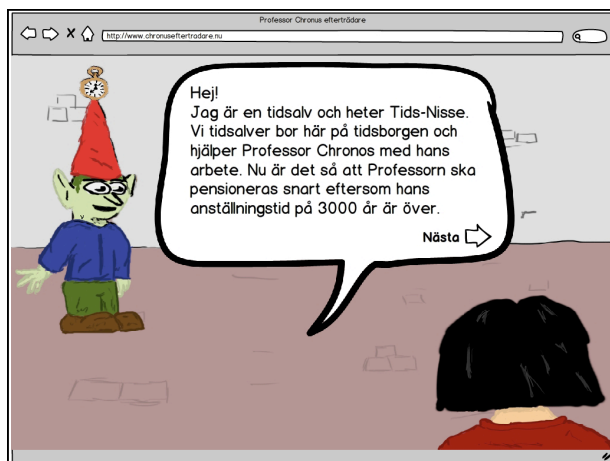 Professor Chronus efterträdare
http://www.chronuseftertradare.nu
Hej!
Jag är en tidsalv och heter Tids-Nisse.
Vi tidsalver bor här på tidsborgen och
hjälper Professor Chronos med hans
arbete. Nu är det så att Professorn ska
pensioneras snart eftersom hans
anställningstid på 3000 år är över.
Nästa